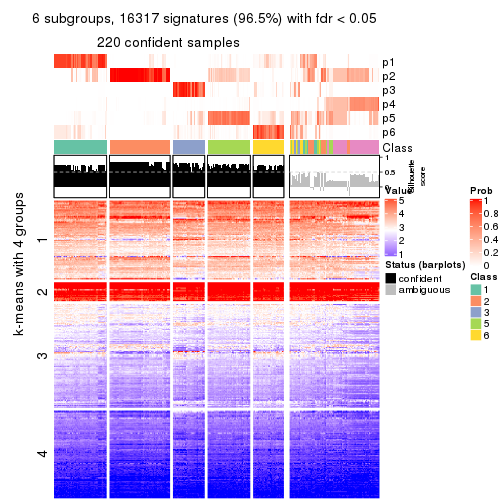 6 subgroups, 16317 signatures (96.5%) with fdr < 0.05
220 confident samples
p1
p2
p3
p4
p5
p6
Class
1
0.5
0
Silhouette
score
k-means with 4 groups
1
2
3
4
Value
5
4
3
2
1
Status (barplots)
confident
ambiguous
Prob
1
0.8
0.6
0.4
0.2
0
Class
1
2
3
5
6